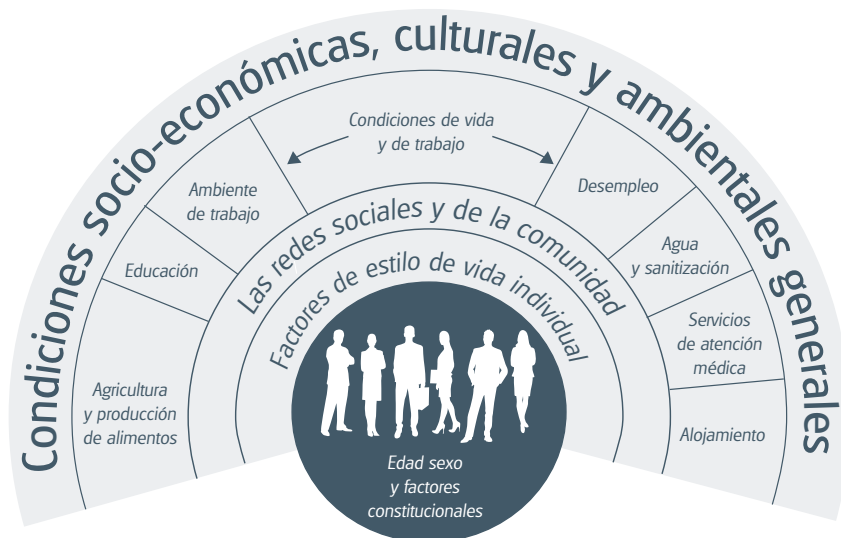 Condiciones socio-económicas, culturales y ambientales generales
Condiciones de vida
y de trabajo
Ambiente
de trabajo
Desempleo
Educación
Agua
y sanitización
Servicios
de atención
médica
Agricultura
y producción
de alimentos
Alojamiento
Las redes sociales y de la comunidad
Factores de estilo de vida individual
Edad sexo
y factores
constitucionales